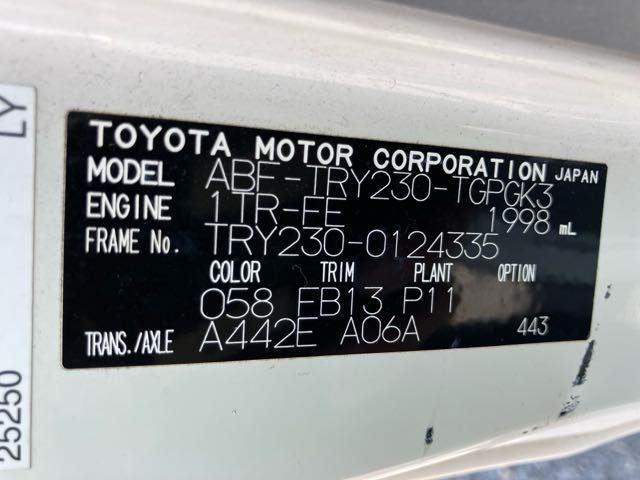 TOYOTA MOTOR CORPORATION JAPAN
MODEL ABF-TRY230-TGPGK3
ENGINE 1TR-FE 1998 mL
FRAME No. TRY230-0124335
COLOR TRIM PLANT OPTION
058 FB13 P11
TRANS./AXLE A442E A06A 443
LY
25250